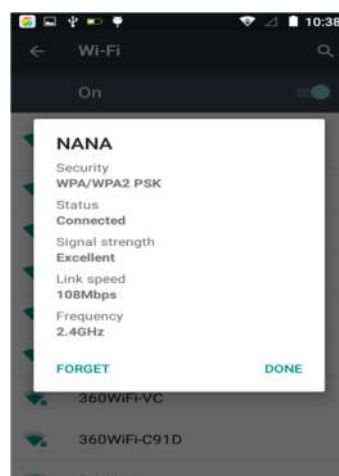 10:38
Wi-Fi
On
NANA
Security
WPA/WPA2 PSK
Status
Connected
Signal strength
Excellent
Link speed
108Mbps
Frequency
2.4GHz
FORGET DONE
360WiFi-VC
360WiFi-C91D